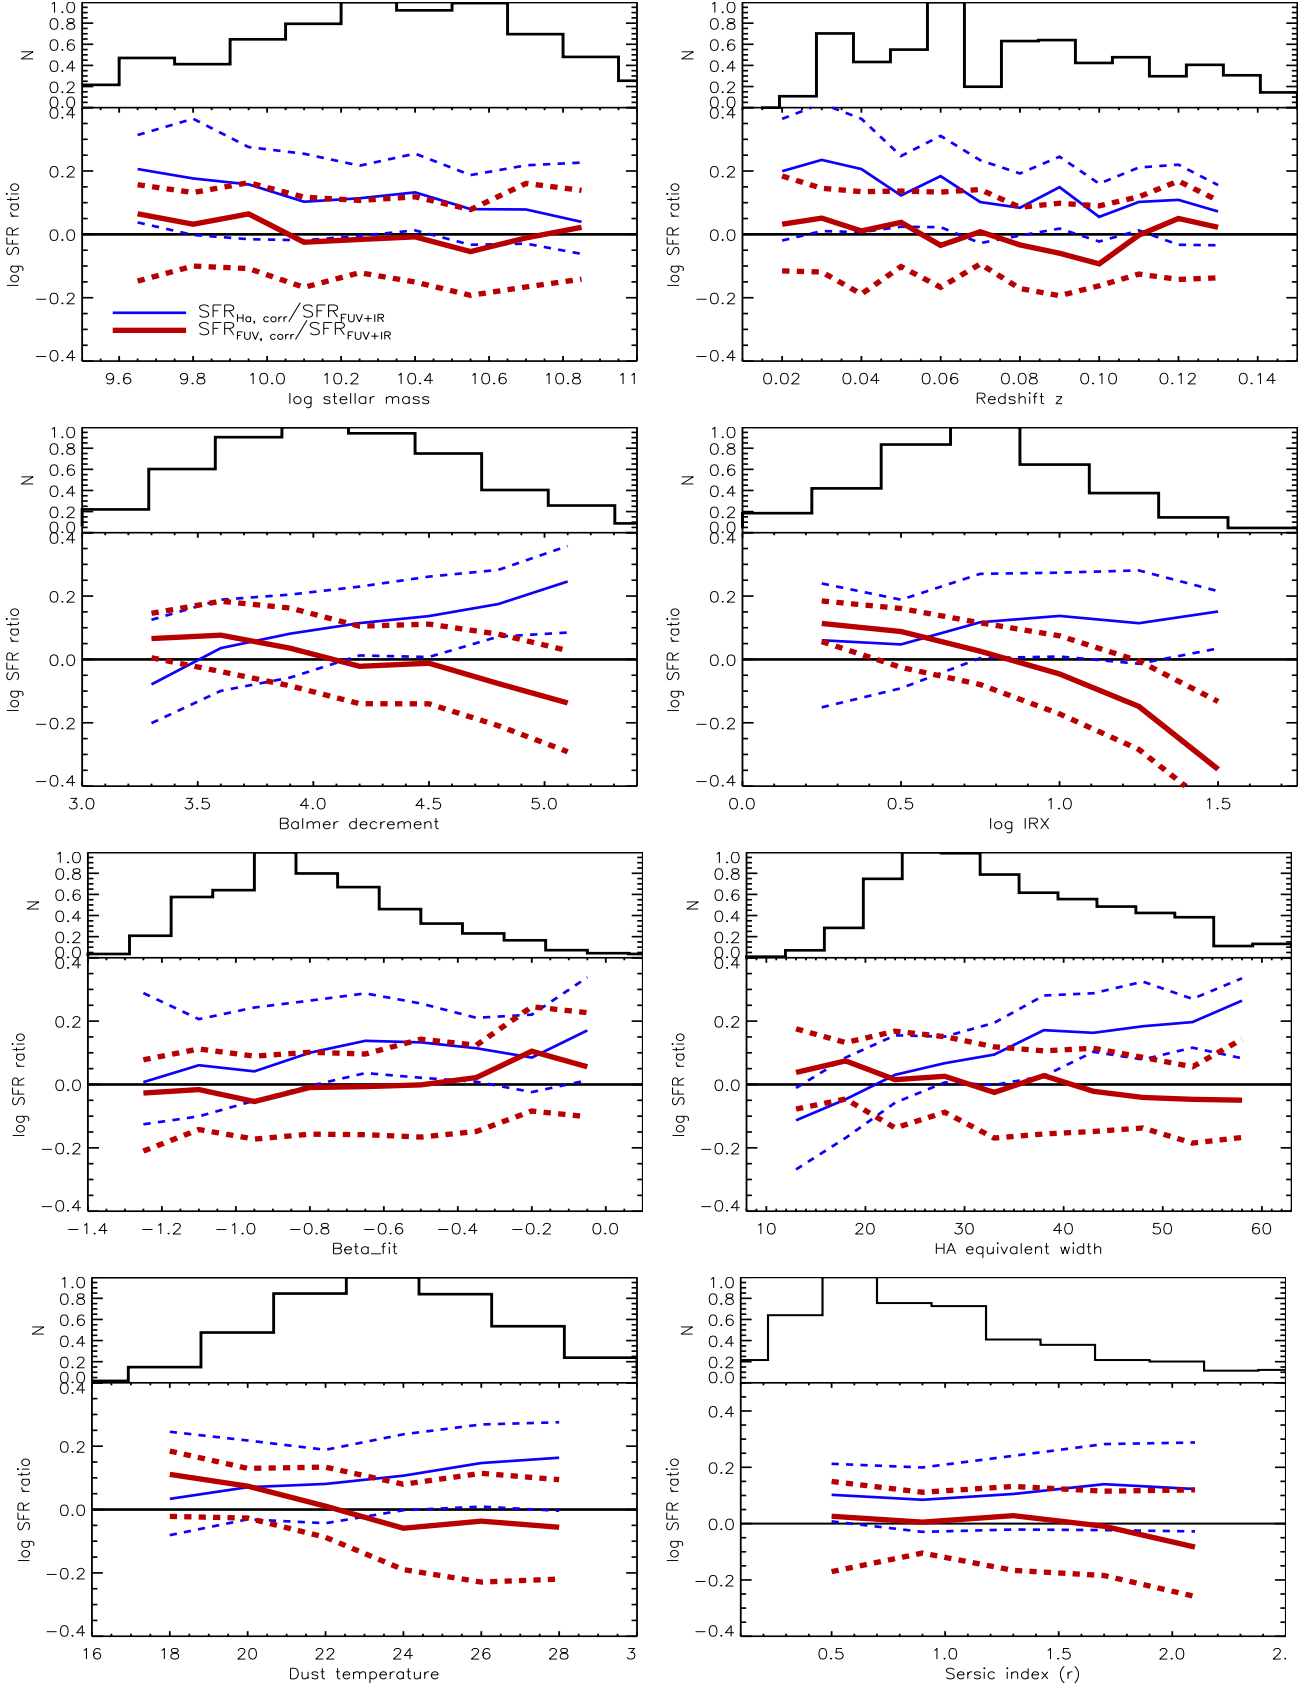 N
1.0
0.8
0.6
0.4
0.2
0.0
log SFR ratio
0.4
0.2
0.0
−0.2
−0.4
SFRHa, corr/SFRFUV+IR
SFRFUV, corr/SFRFUV+IR
9.6 9.8 10.0 10.2 10.4 10.6 10.8 11
log stellar mass
N
1.0
0.8
0.6
0.4
0.2
0.0
log SFR ratio
0.4
0.2
0.0
−0.2
−0.4
0.02 0.04 0.06 0.08 0.10 0.12 0.14
Redshift z
N
1.0
0.8
0.6
0.4
0.2
0.0
log SFR ratio
0.4
0.2
0.0
−0.2
−0.4
3.0 3.5 4.0 4.5 5.0
Balmer decrement
N
1.0
0.8
0.6
0.4
0.2
0.0
log SFR ratio
0.4
0.2
0.0
−0.2
−0.4
0.0 0.5 1.0 1.5
log IRX
N
1.0
0.8
0.6
0.4
0.2
0.0
log SFR ratio
0.4
0.2
0.0
−0.2
−0.4
−1.4 −1.2 −1.0 −0.8 −0.6 −0.4 −0.2 0.0
Beta_fit
N
1.0
0.8
0.6
0.4
0.2
0.0
log SFR ratio
0.4
0.2
0.0
−0.2
−0.4
10 20 30 40 50 60
HA equivalent width
N
1.0
0.8
0.6
0.4
0.2
0.0
log SFR ratio
0.4
0.2
0.0
−0.2
−0.4
16 18 20 22 24 26 28 3
Dust temperature
N
1.0
0.8
0.6
0.4
0.2
0.0
log SFR ratio
0.4
0.2
0.0
−0.2
−0.4
0.5 1.0 1.5 2.0 2.
Sersic index (r)